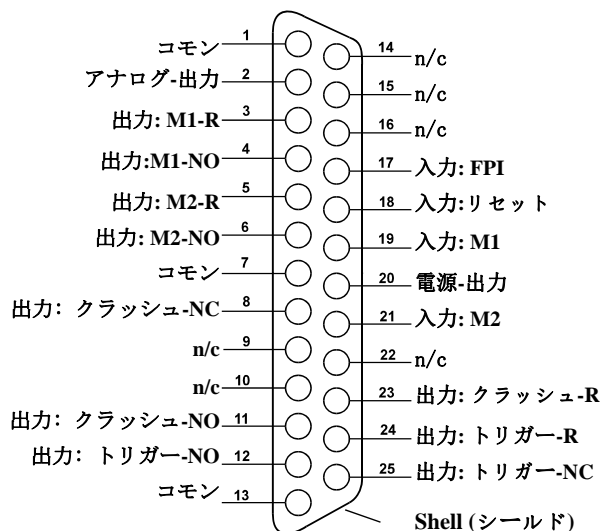 コモン 1
アナログ-出力 2
出力: M1-R 3
出力:M1-NO 4
出力: M2-R 5
出力: M2-NO 6
コモン 7
出力: クラッシュ-NC 8
n/c 9
n/c 10
出力: クラッシュ-NO 11
出力: トリガー-NO 12
コモン 13
14 n/c
15 n/c
16 n/c
17 入力: FPI
18 入力:リセット
19 入力: M1
20 電源-出力
21 入力: M2
22 n/c
23 出力: クラッシュ-R
24 出力: トリガー-R
25 出力: トリガー-NC
Shell (シールド)